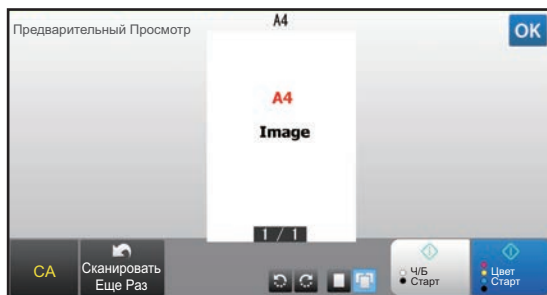 A4
Предварительный Просмотр
OK
A4
Image
1 / 1
CA
Сканировать
Еще Раз
Ч/Б
Старт
Цвет
Старт